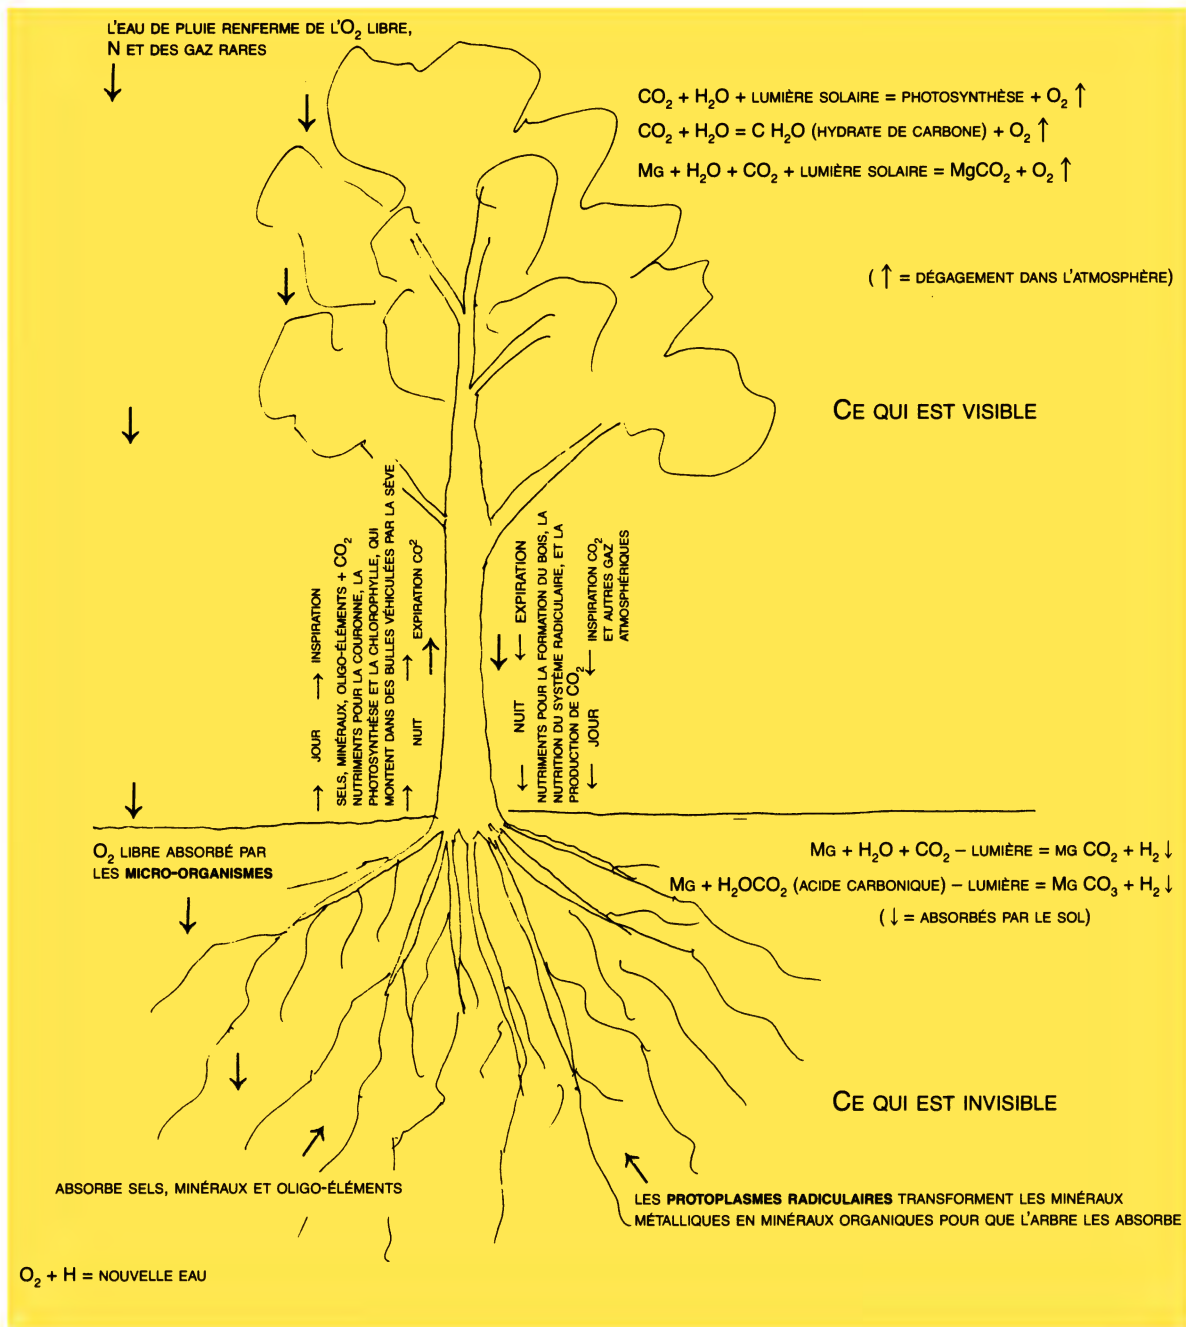 L'EAU DE PLUIE RENFERME DE L'O₂ LIBRE,
N ET DES GAZ RARES
CO₂ + H₂O + LUMIÈRE SOLAIRE = PHOTOSYNTHÈSE + O₂ ↑
CO₂ + H₂O = C H₂O (HYDRATE DE CARBONE) + O₂ ↑
MG + H₂O + CO₂ + LUMIÈRE SOLAIRE = MgCO₂ + O₂ ↑
( ↑ = DÉGAGEMENT DANS L'ATMOSPHÈRE)
CE QUI EST VISIBLE
→ JOUR → INSPIRATION
SELS, MINÉRAUX, OLIGO-ÉLÉMENTS + CO₂
NUTRIMENTS POUR LA COURONNE, LA
PHOTOSYNTHÈSE ET LA CHLOROPHYLLE, QUI
MONTENT DANS DES BULLES VÉHICULÉES PAR LA SÈVE
→ NUIT → EXPIRATION CO²
← NUIT ← EXPIRATION
NUTRIMENTS POUR LA FORMATION DU BOIS, LA
NUTRITION DU SYSTÈME RADICULAIRE, ET LA
PRODUCTION DE CO₂
← JOUR ← INSPIRATION CO₂
ET AUTRES GAZ
ATMOSPHÉRIQUES
O₂ LIBRE ABSORBÉ PAR
LES MICRO-ORGANISMES
MG + H₂O + CO₂ – LUMIÈRE = MG CO₂ + H₂ ↓
MG + H₂OCO₂ (ACIDE CARBONIQUE) – LUMIÈRE = MG CO₃ + H₂ ↓
( ↓ = ABSORBÉS PAR LE SOL)
CE QUI EST INVISIBLE
ABSORBE SELS, MINÉRAUX ET OLIGO-ÉLÉMENTS
LES PROTOPLASMES RADICULAIRES TRANSFORMENT LES MINÉRAUX
MÉTALLIQUES EN MINÉRAUX ORGANIQUES POUR QUE L'ARBRE LES ABSORBE
O₂ + H = NOUVELLE EAU